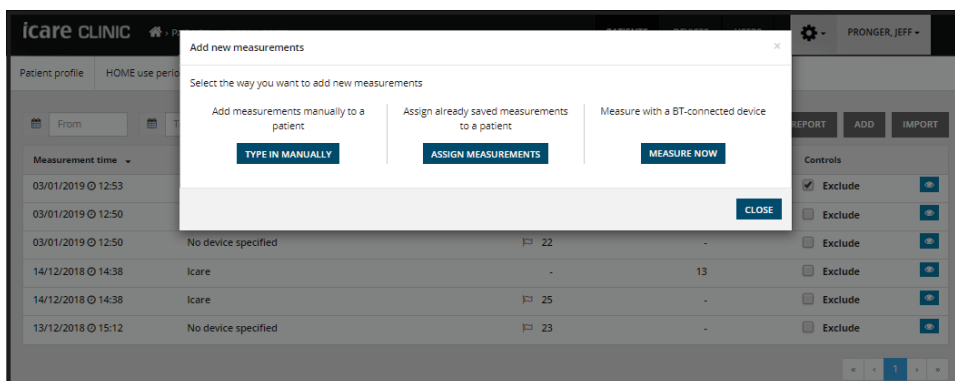 icare CLINIC
PRONGER, JEFF
Patient profile
HOME use perio
Add new measurements
×
Select the way you want to add new measurements
Add measurements manually to a
patient
TYPE IN MANUALLY
Assign already saved measurements
to a patient
ASSIGN MEASUREMENTS
Measure with a BT-connected device
MEASURE NOW
CLOSE
From
REPORT
ADD
IMPORT
Measurement time
Controls
03/01/2019 12:53
Exclude
03/01/2019 12:50
Exclude
03/01/2019 12:50
No device specified
22
-
Exclude
14/12/2018 14:38
Icare
-
13
Exclude
14/12/2018 14:38
Icare
25
-
Exclude
13/12/2018 15:12
No device specified
23
-
Exclude
« ‹ 1 › »